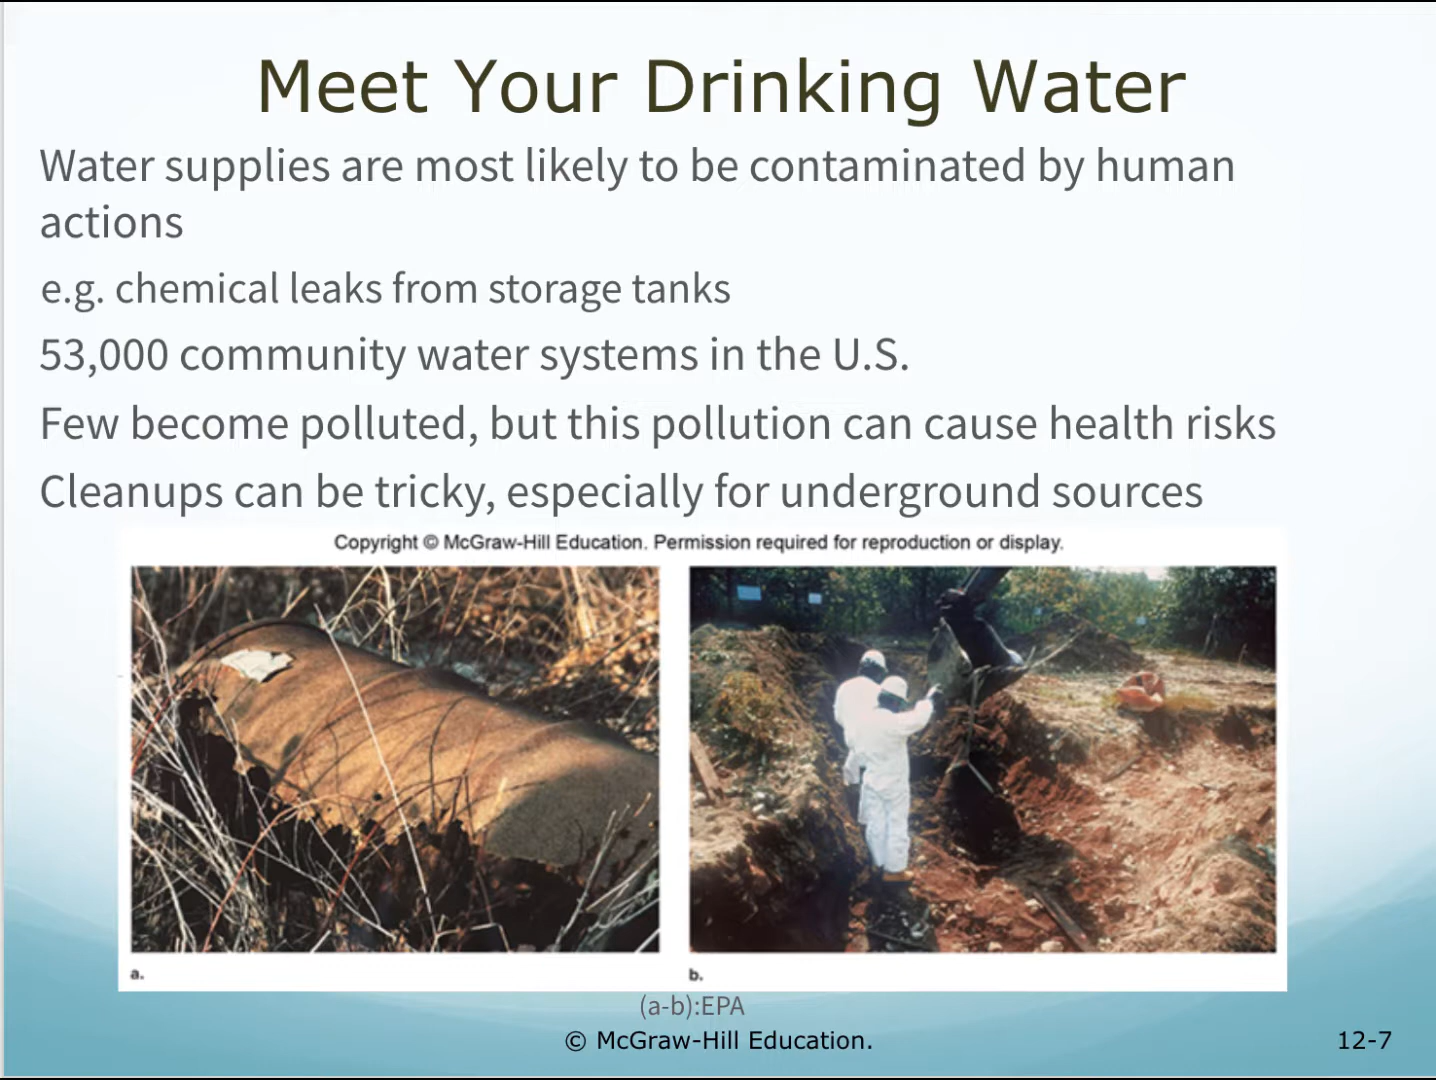 Meet Your Drinking Water
Water supplies are most likely to be contaminated by human
actions
e.g. chemical leaks from storage tanks
53,000 community water systems in the U.S.
Few become polluted, but this pollution can cause health risks
Cleanups can be tricky, especially for underground sources
Copyright © McGraw-Hill Education. Permission required for reproduction or display.
a.
b.
(a-b):EPA
© McGraw-Hill Education.
12-7